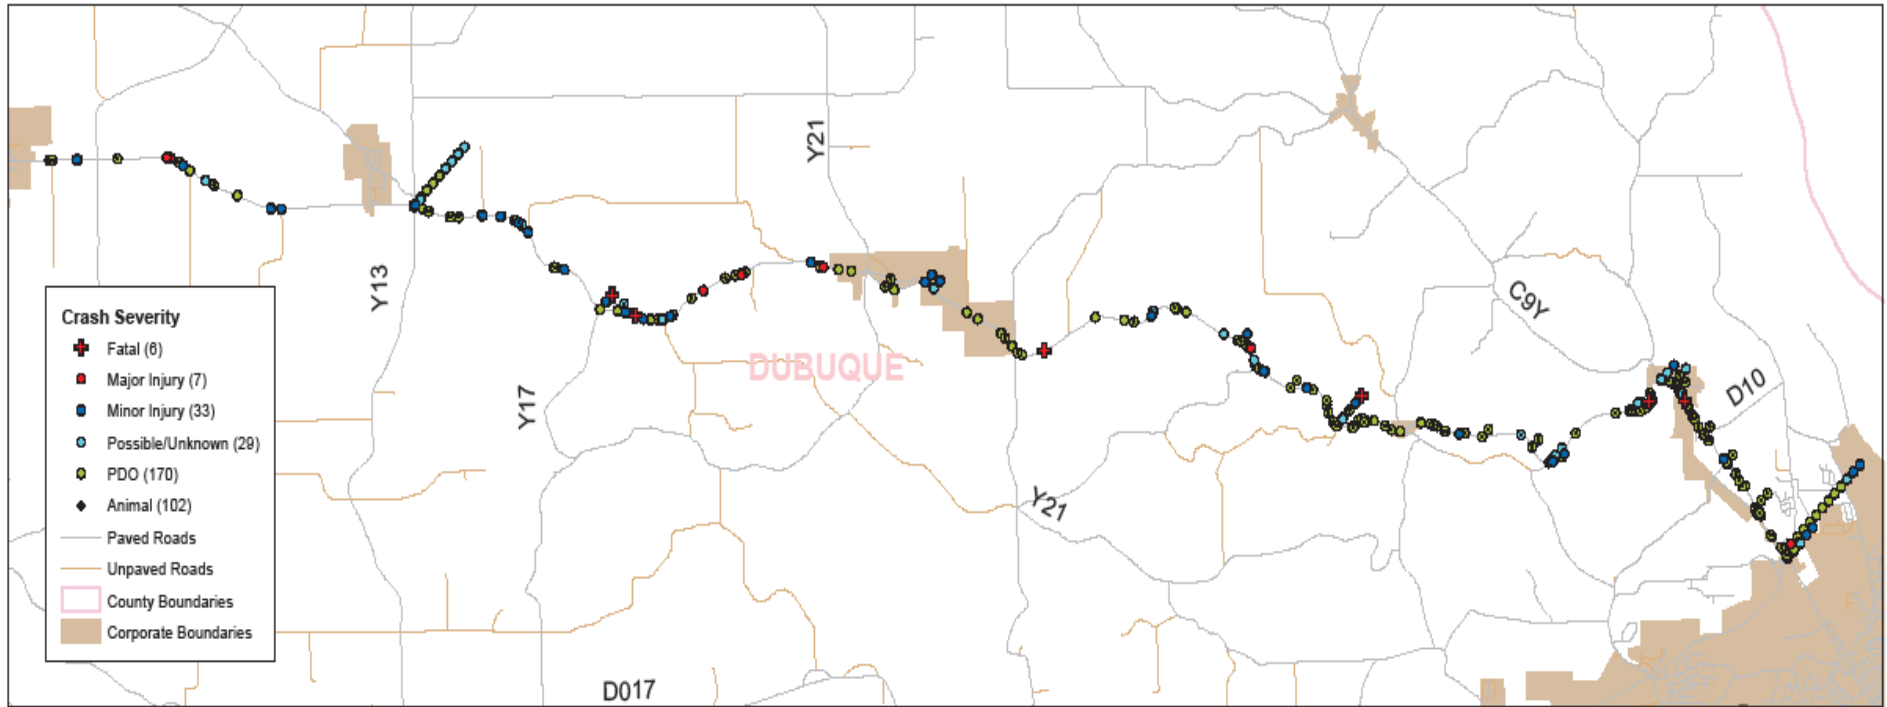 Y21
C9Y
Y13
D10
DUBUQUE
Y17
Y21
D017
Crash Severity
Fatal (6)
Major Injury (7)
Minor Injury (33)
Possible/Unknown (29)
PDO (170)
Animal (102)
Paved Roads
Unpaved Roads
County Boundaries
Corporate Boundaries